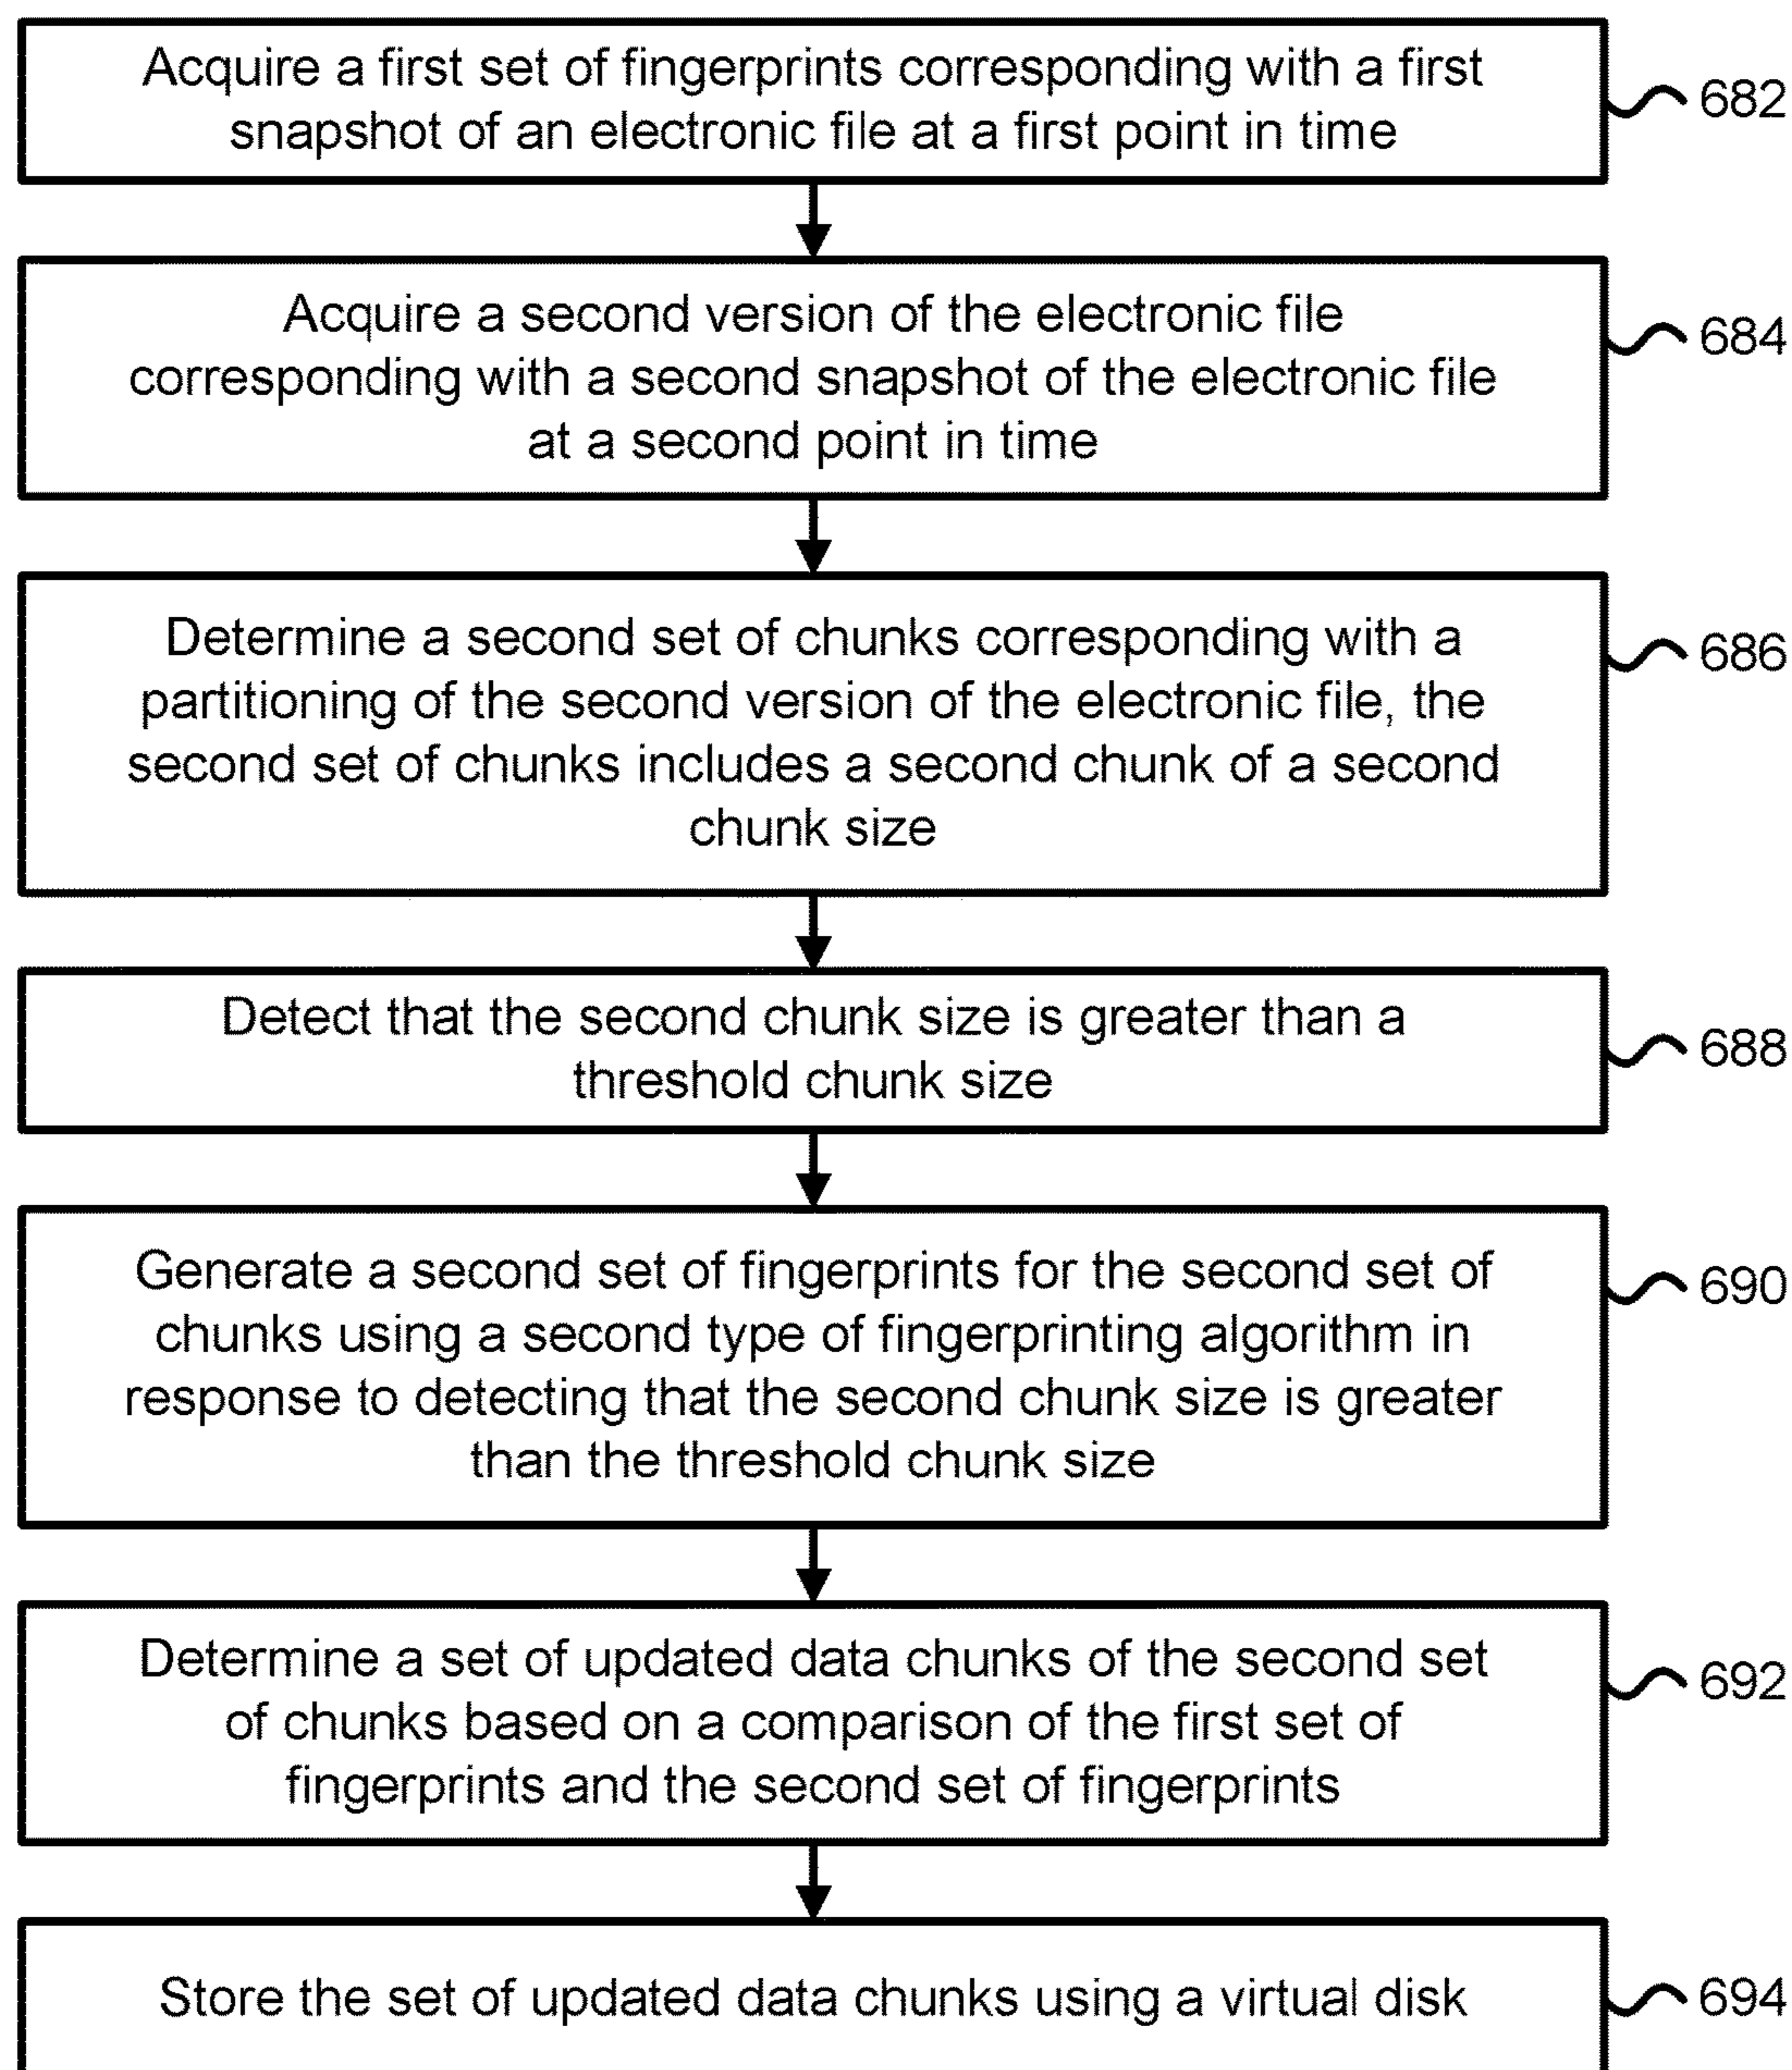 Acquire a first set of fingerprints corresponding with a first
snapshot of an electronic file at a first point in time
682
Acquire a second version of the electronic file
corresponding with a second snapshot of the electronic file
at a second point in time
684
Determine a second set of chunks corresponding with a
partitioning of the second version of the electronic file, the
second set of chunks includes a second chunk of a second
chunk size
686
Detect that the second chunk size is greater than a
threshold chunk size
688
Generate a second set of fingerprints for the second set of
chunks using a second type of fingerprinting algorithm in
response to detecting that the second chunk size is greater
than the threshold chunk size
690
Determine a set of updated data chunks of the second set
of chunks based on a comparison of the first set of
fingerprints and the second set of fingerprints
692
Store the set of updated data chunks using a virtual disk
694